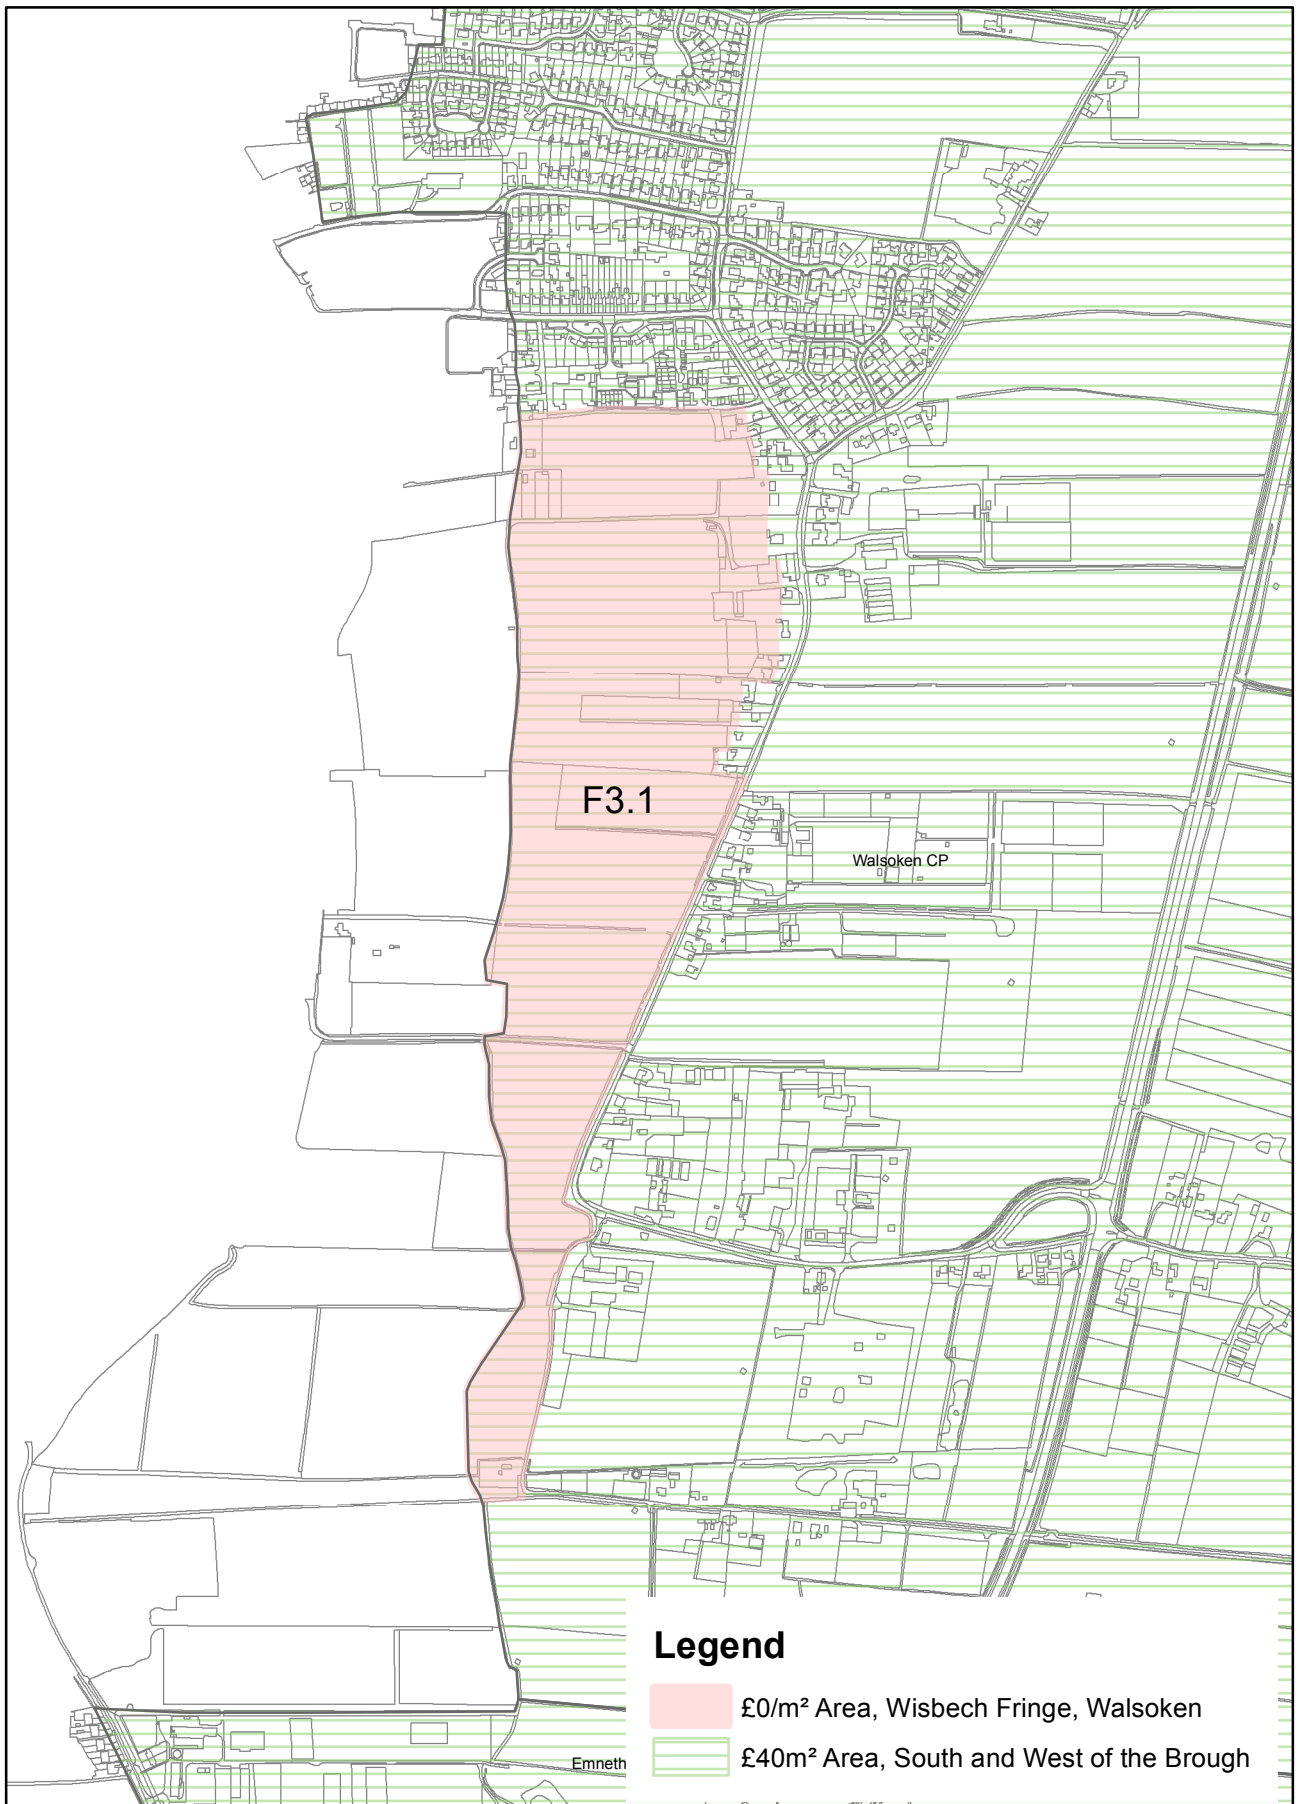 F3.1
Walsoken CP
Legend
£0/m² Area, Wisbech Fringe, Walsoken
£40m² Area, South and West of the Brough
Emneth